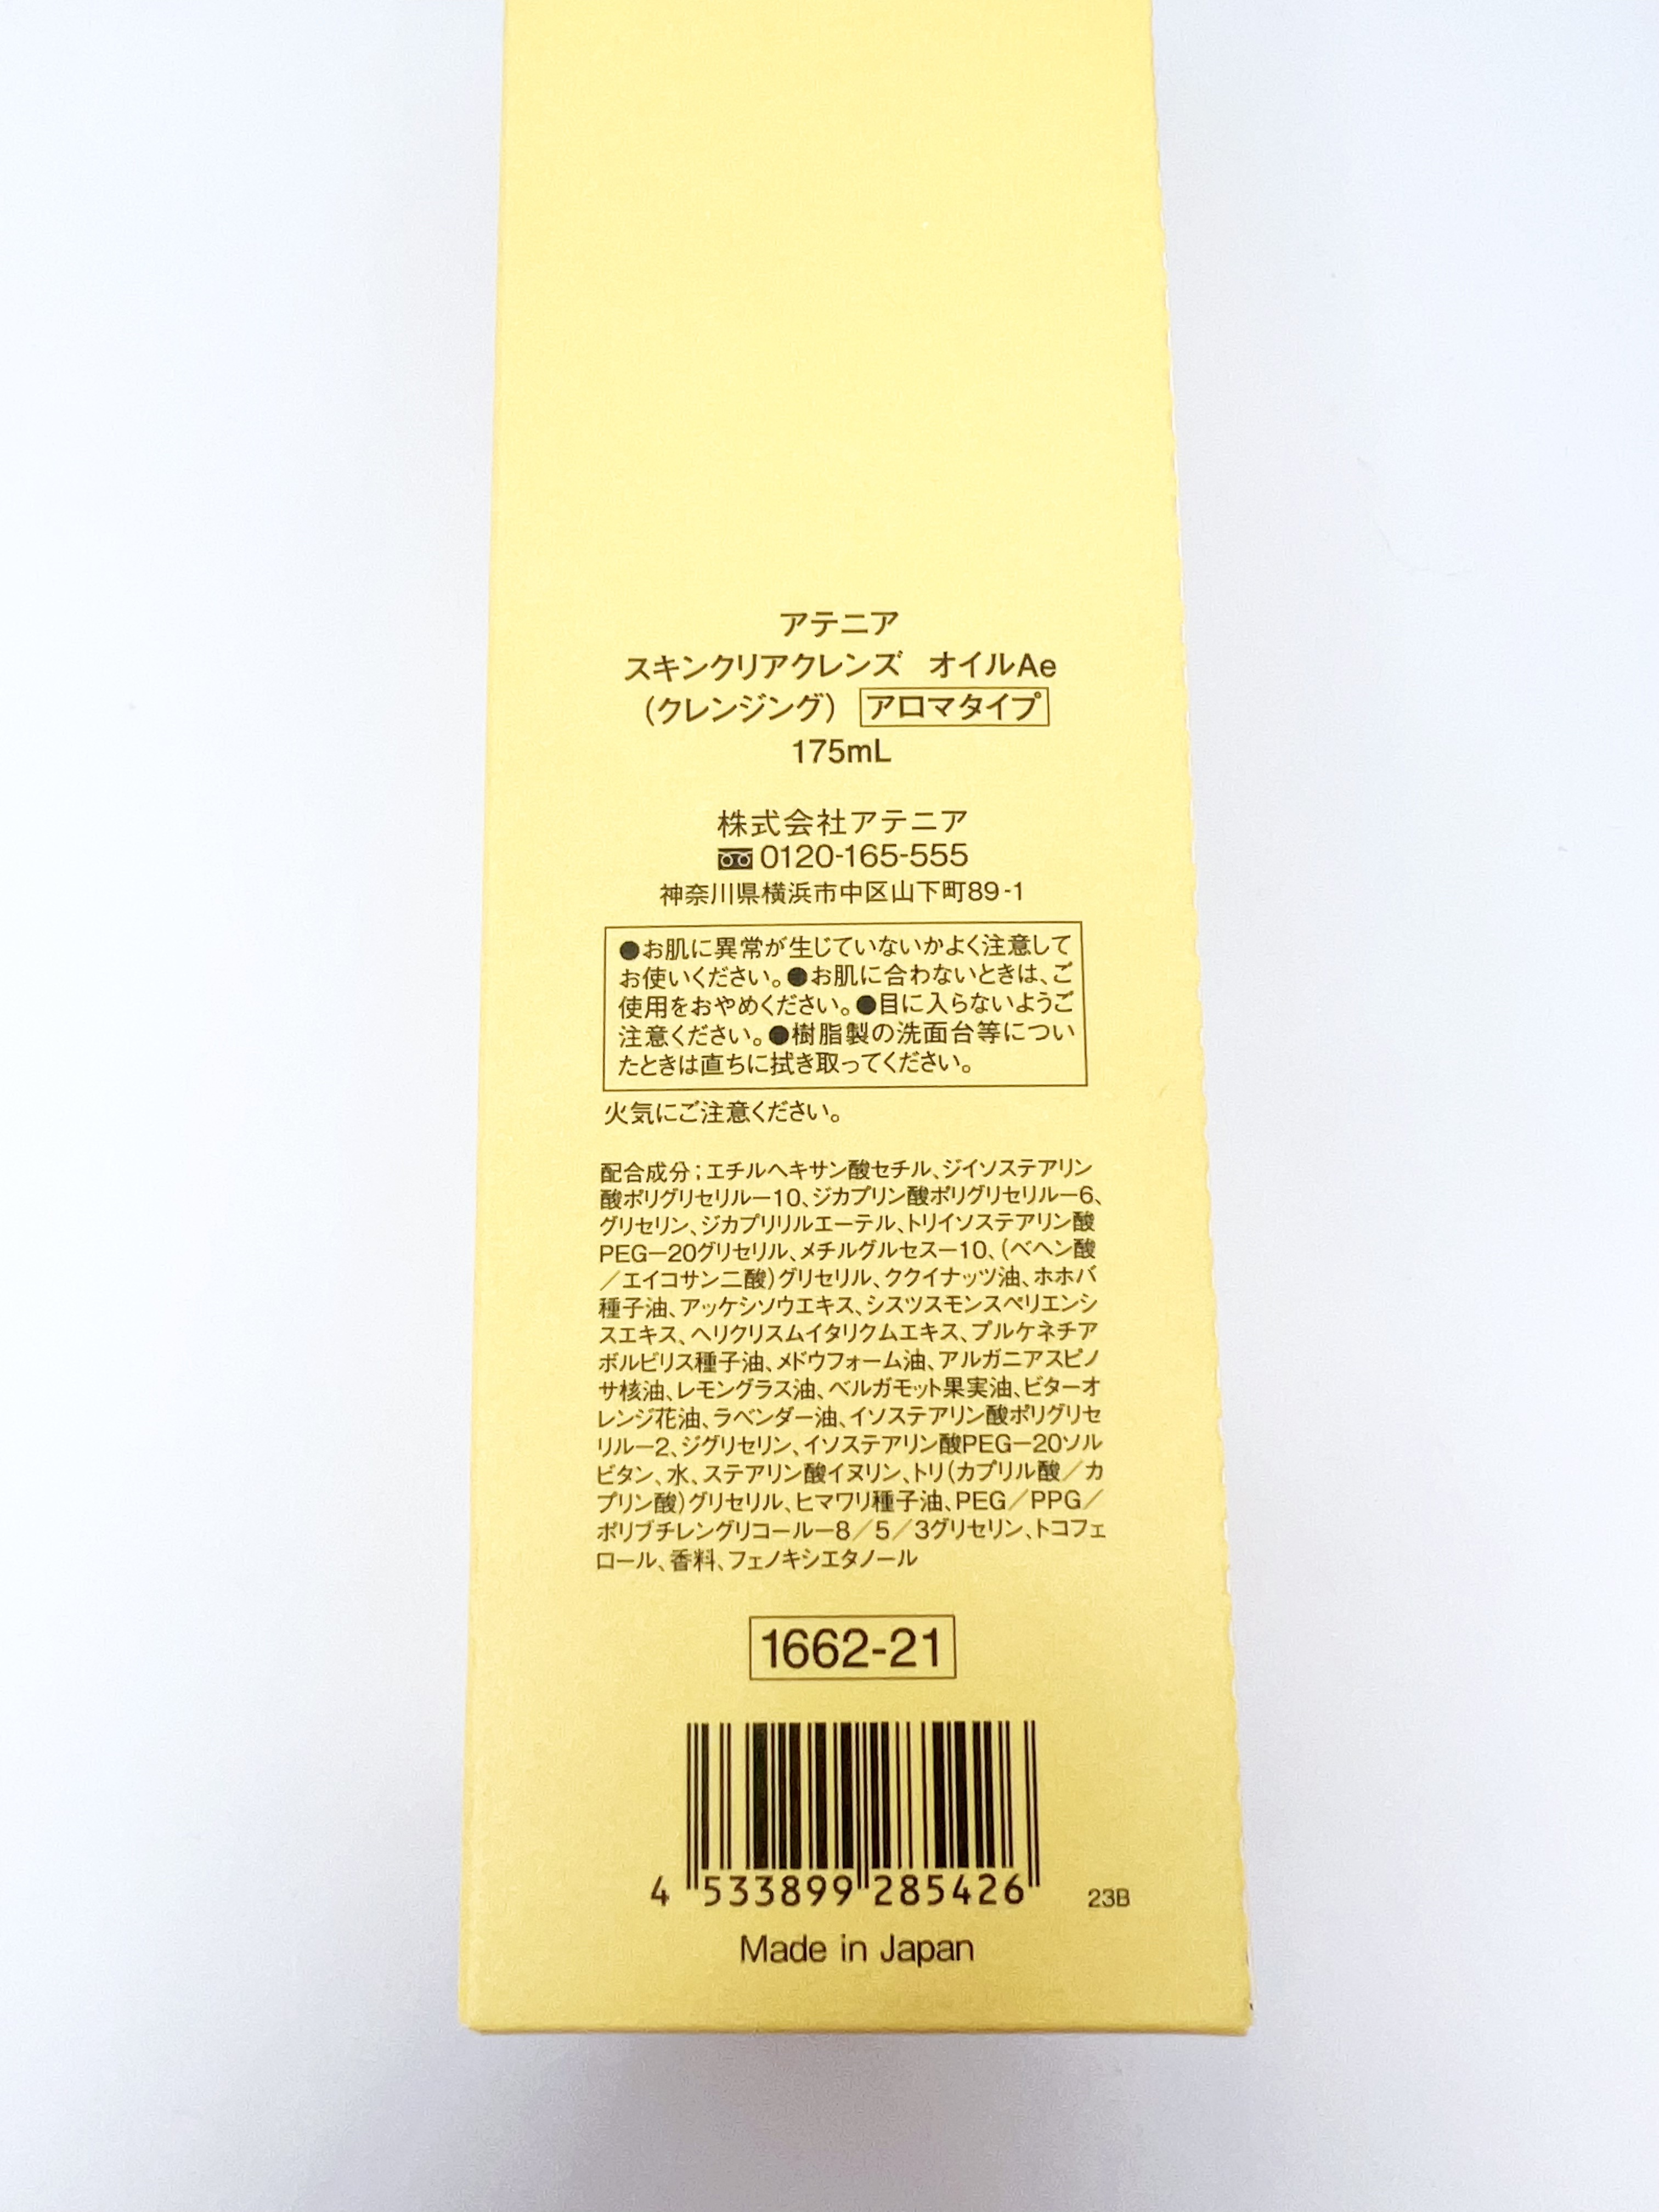 アテニア
スキンクリアクレンズ オイルAe
（クレンジング） アロマタイプ
175mL
株式会社アテニア
0120-165-555
神奈川県横浜市中区山下町89-1
●お肌に異常が生じていないかよく注意して
お使いください。●お肌に合わないときは、ご
使用をおやめください。●目に入らないようご
注意ください。●樹脂製の洗面台等につい
たときは直ちに拭き取ってください。
火気にご注意ください。
配合成分；エチルヘキサン酸セチル、ジイソステアリン
酸ポリグリセリル－10、ジカプリン酸ポリグリセリル－6、
グリセリン、ジカプリリルエーテル、トリイソステアリン酸
PEG－20グリセリル、メチルグルセス－10、（ベヘン酸
／エイコサン二酸）グリセリル、ククイナッツ油、ホホバ
種子油、アッケシソウエキス、シスツスモンスペリエンシ
スエキス、ヘリクリスムイタリクムエキス、プルケネチア
ボルビリス種子油、メドウフォーム油、アルガニアスピノ
サ核油、レモングラス油、ベルガモット果実油、ビターオ
レンジ花油、ラベンダー油、イソステアリン酸ポリグリセ
リル－2、ジグリセリン、イソステアリン酸PEG－20ソル
ビタン、水、ステアリン酸イヌリン、トリ（カプリル酸／カ
プリン酸）グリセリル、ヒマワリ種子油、PEG／PPG／
ポリブチレングリコール－8／5／3グリセリン、トコフェ
ロール、香料、フェノキシエタノール
1662-21
4 533899 285426
23B
Made in Japan